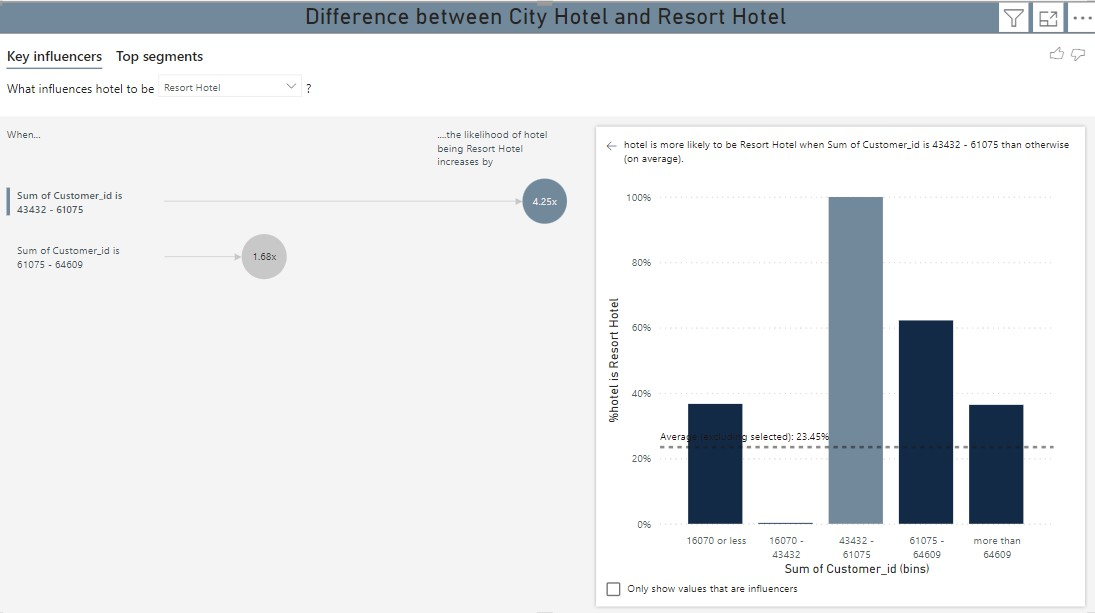 Difference between City Hotel and Resort Hotel
Key influencers Top segments
What influences hotel to be Resort Hotel ?
When...
....the likelihood of hotel
being Resort Hotel
increases by
Sum of Customer_id is
43432 - 61075
4.25x
Sum of Customer_id is
61075 - 64609
1.68x
hotel is more likely to be Resort Hotel when Sum of Customer_id is 43432 - 61075 than otherwise
(on average).
%hotel is Resort Hotel
100%
80%
60%
40%
Average (excluding selected): 23.45%
20%
0%
16070 or less
16070 -
43432
43432 -
61075
61075 -
64609
more than
64609
Sum of Customer_id (bins)
Only show values that are influencers